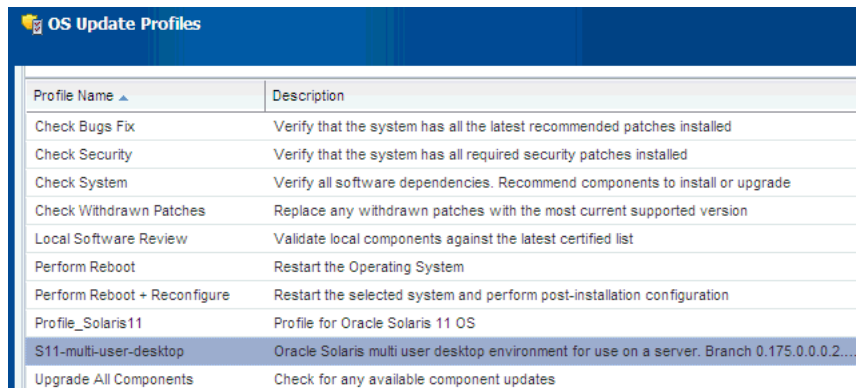 OS Update Profiles
Profile Name Description
Check Bugs Fix Verify that the system has all the latest recommended patches installed
Check Security Verify that the system has all required security patches installed
Check System Verify all software dependencies. Recommend components to install or upgrade
Check Withdrawn Patches Replace any withdrawn patches with the most current supported version
Local Software Review Validate local components against the latest certified list
Perform Reboot Restart the Operating System
Perform Reboot + Reconfigure Restart the selected system and perform post-installation configuration
Profile_Solaris11 Profile for Oracle Solaris 11 OS
S11-multi-user-desktop Oracle Solaris multi user desktop environment for use on a server. Branch 0.175.0.0.0.2....
Upgrade All Components Check for any available component updates